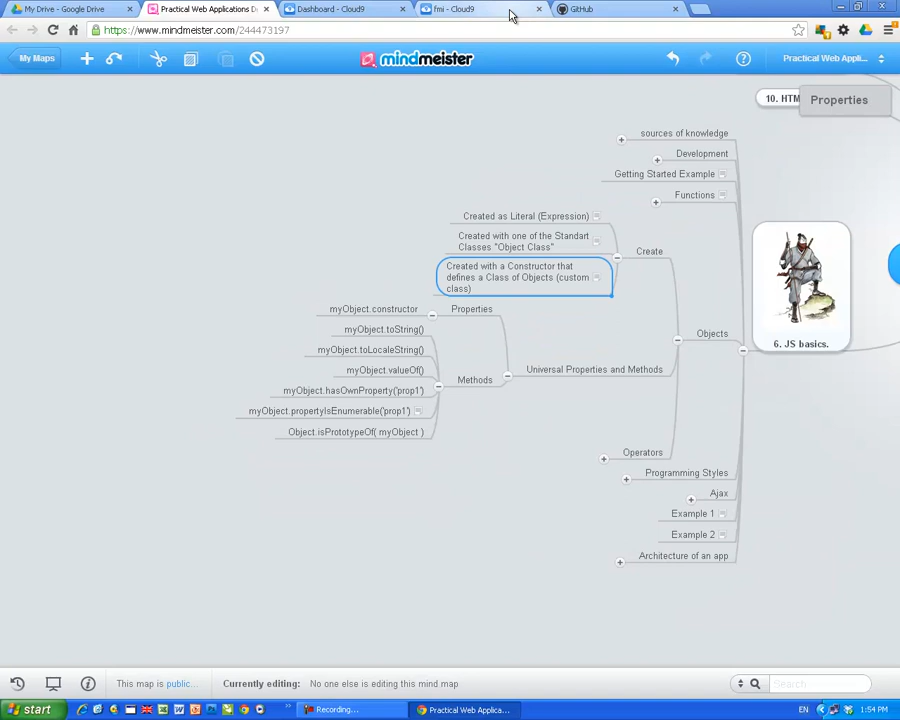 My Drive - Google Drive
Practical Web Applications De
Dashboard - Cloud9
fmi - Cloud9
GitHub
https://www.mindmeister.com/244473197
My Maps
mindmeister
Practical Web Appli...
10. HTM
Properties
sources of knowledge
Development
Getting Started Example
Functions
Created as Literal (Expression)
Created with one of the Standart
Classes "Object Class"
Create
Created with a Constructor that
defines a Class of Objects (custom
class)
myObject.constructor
Properties
myObject.toString()
Objects
6. JS basics.
myObject.toLocaleString()
myObject.valueOf()
Universal Properties and Methods
Methods
myObject.hasOwnProperty('prop1')
myObject.propertyIsEnumerable('prop1')
Object.isPrototypeOf( myObject )
Operators
Programming Styles
Ajax
Example 1
Example 2
Architecture of an app
This map is public...
Currently editing: No one else is editing this mind map
Search
start
Recording...
Practical Web Applica...
EN
1:54 PM